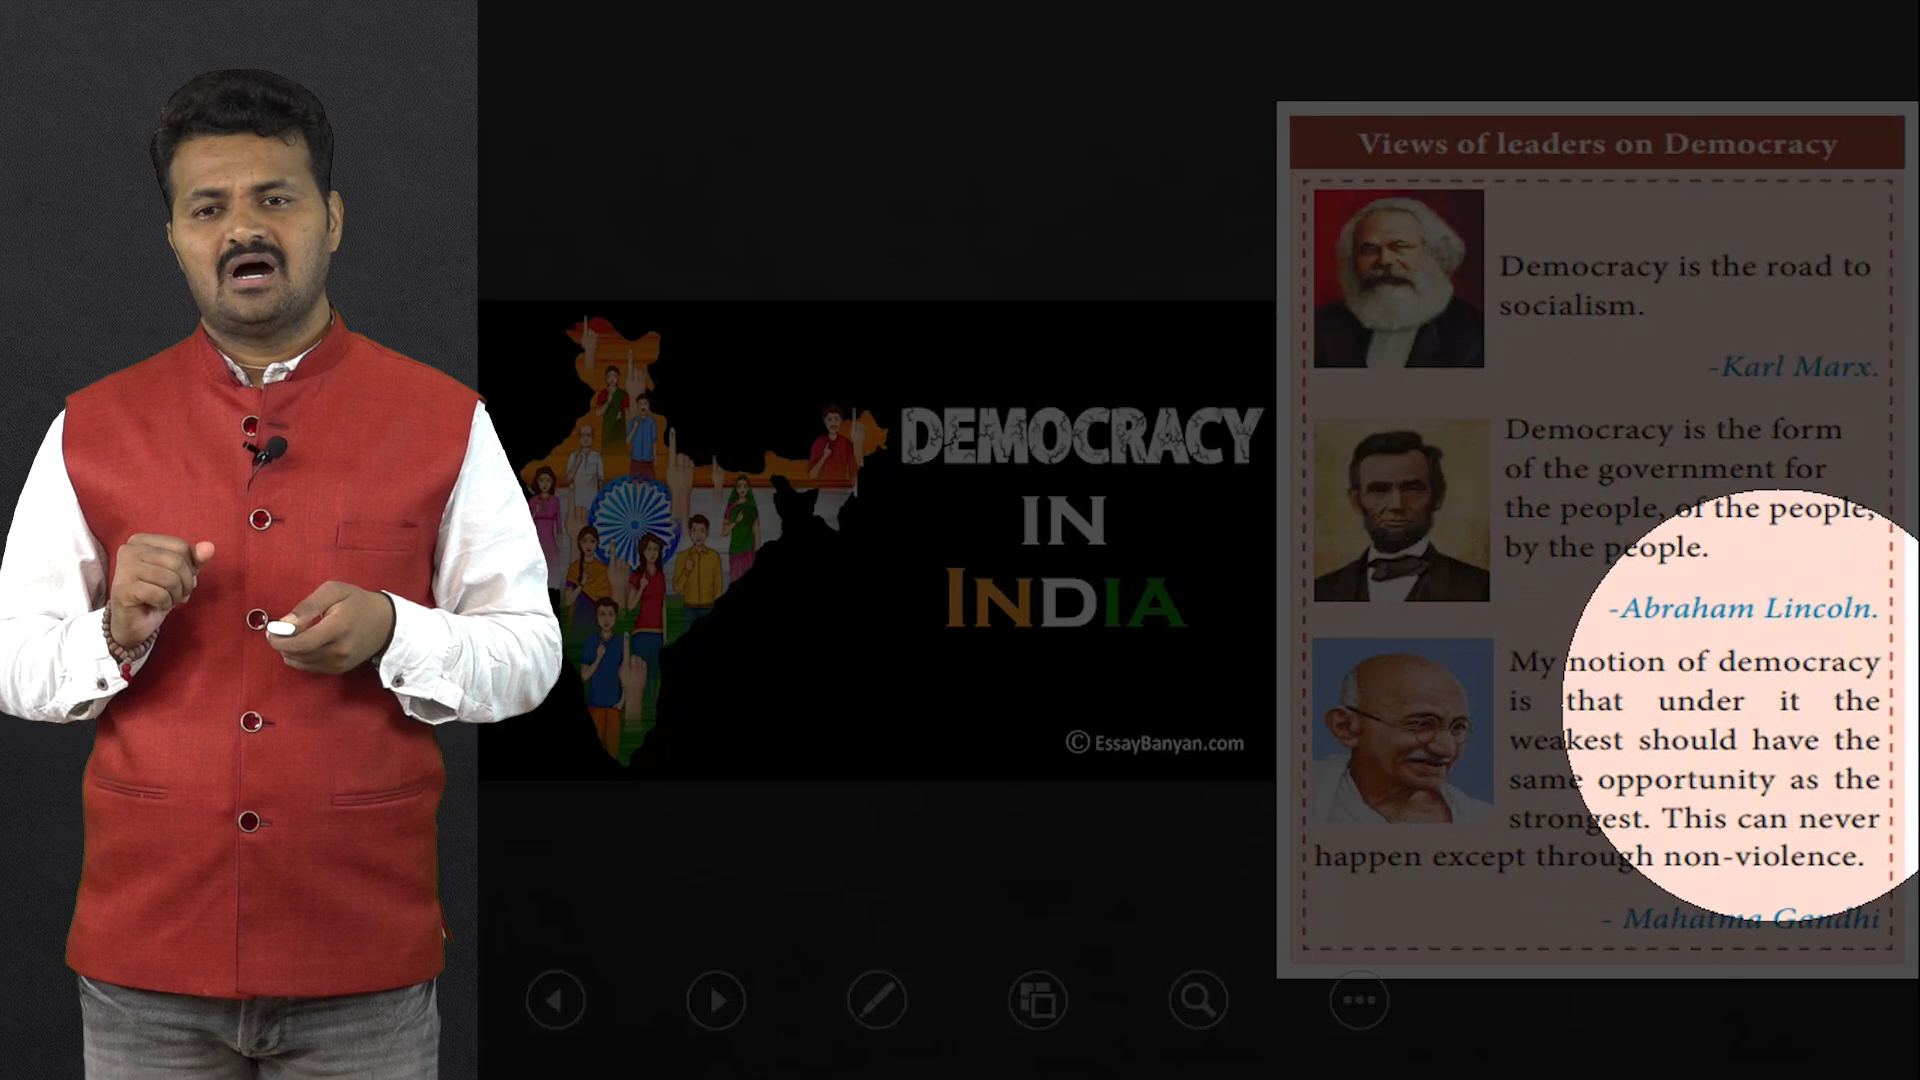 DEMOCRACY
IN
INDIA
© EssayBanyan.com
Views of leaders on Democracy
Democracy is the road to
socialism.
-Karl Marx.
Democracy is the form
of the government for
the people, of the people,
by the people.
-Abraham Lincoln.
My notion of democracy
is that under it the
weakest should have the
same opportunity as the
strongest. This can never
happen except through non-violence.
- Mahatma Gandhi